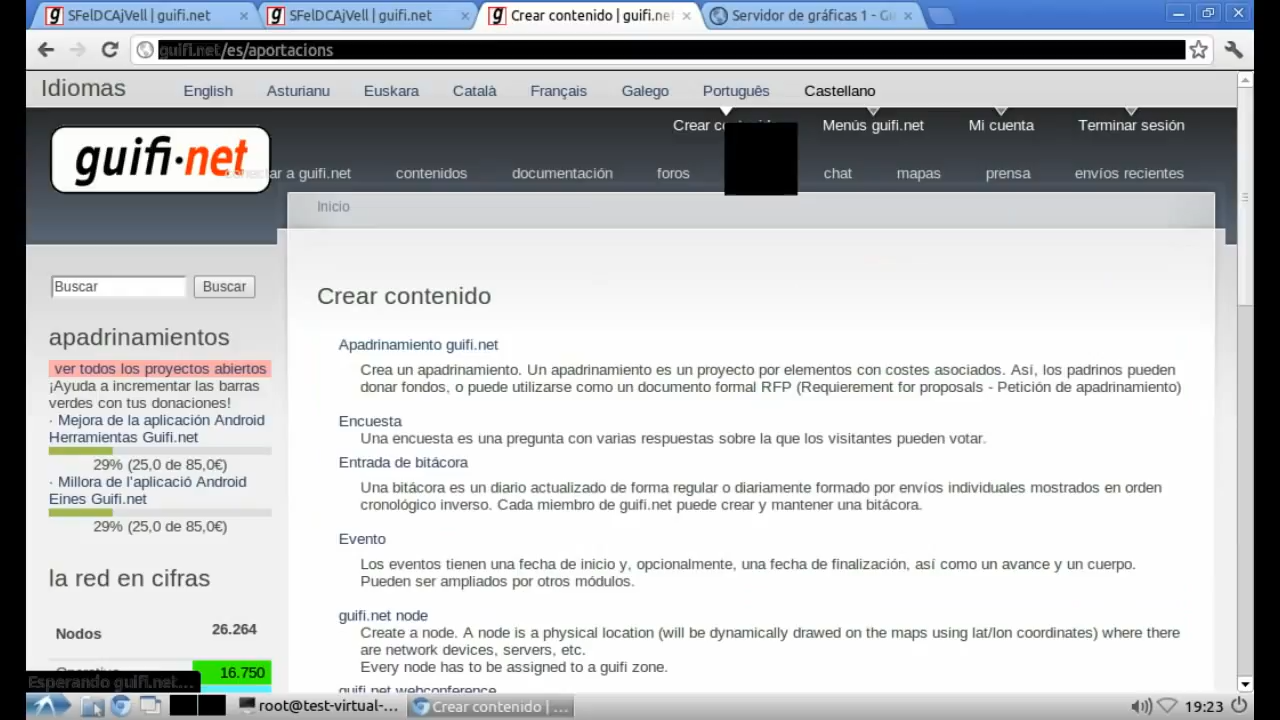 SFelDCAjVell | guifi.net
SFelDCAjVell | guifi.net
Crear contenido | guifi.ne
Servidor de gráficas 1 - Gu
guifi.net/es/aportacions
Idiomas English Asturianu Euskara Català Français Galego Português Castellano
guifi·net
Crear Menús guifi.net Mi cuenta Terminar sesión
a guifi.net contenidos documentación foros chat mapas prensa envíos recientes
Inicio
Buscar Buscar
apadrinamientos
ver todos los proyectos abiertos
¡Ayuda a incrementar las barras
verdes con tus donaciones!
· Mejora de la aplicación Android
Herramientas Guifi.net
29% (25,0 de 85,0€)
· Millora de l'aplicació Android
Eines Guifi.net
29% (25,0 de 85,0€)
la red en cifras
Nodos 26.264
Operativo 16.750
Crear contenido
Apadrinamiento guifi.net
Crea un apadrinamiento. Un apadrinamiento es un proyecto por elementos con costes asociados. Así, los padrinos pueden
donar fondos, o puede utilizarse como un documento formal RFP (Requierement for proposals - Petición de apadrinamiento)
Encuesta
Una encuesta es una pregunta con varias respuestas sobre la que los visitantes pueden votar.
Entrada de bitácora
Una bitácora es un diario actualizado de forma regular o diariamente formado por envíos individuales mostrados en orden
cronológico inverso. Cada miembro de guifi.net puede crear y mantener una bitácora.
Evento
Los eventos tienen una fecha de inicio y, opcionalmente, una fecha de finalización, así como un avance y un cuerpo.
Pueden ser ampliados por otros módulos.
guifi.net node
Create a node. A node is a physical location (will be dynamically drawed on the maps using lat/lon coordinates) where there
are network devices, servers, etc.
Every node has to be assigned to a guifi zone.
guifi.net webconference
Esperando guifi.net...
root@test-virtual-...
Crear contenido | ...
19:23